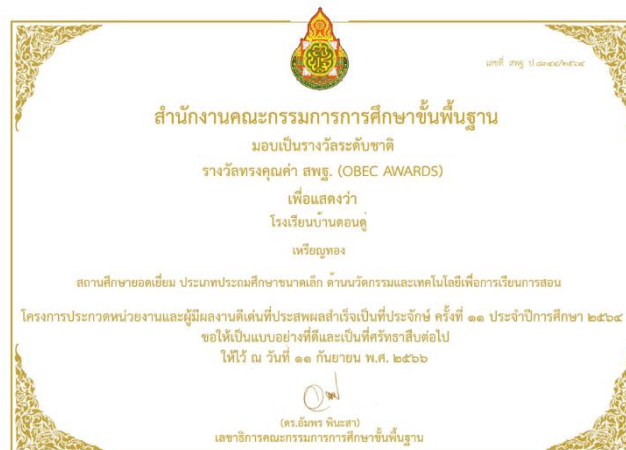 เลขที่ สพฐ ป ๘๓๔๔/๒๕๖๔
สำนักงานคณะกรรมการการศึกษาขั้นพื้นฐาน
มอบเป็นรางวัลระดับชาติ
รางวัลทรงคุณค่า สพฐ. (OBEC AWARDS)
เพื่อแสดงว่า
โรงเรียนบ้านดอนดู่
เหรียญทอง
สถานศึกษายอดเยี่ยม ประเภทประถมศึกษาขนาดเล็ก ด้านนวัตกรรมและเทคโนโลยีเพื่อการเรียนการสอน
โครงการประกวดหน่วยงานและผู้มีผลงานดีเด่นที่ประสพผลสำเร็จเป็นที่ประจักษ์ ครั้งที่ ๑๑ ประจำปีการศึกษา ๒๕๖๔
ขอให้เป็นแบบอย่างที่ดีและเป็นที่ศรัทธาสืบต่อไป
ให้ไว้ ณ วันที่ ๑๑ กันยายน พ.ศ. ๒๕๖๖
(ดร.อัมพร พินะสา)
เลขาธิการคณะกรรมการการศึกษาขั้นพื้นฐาน